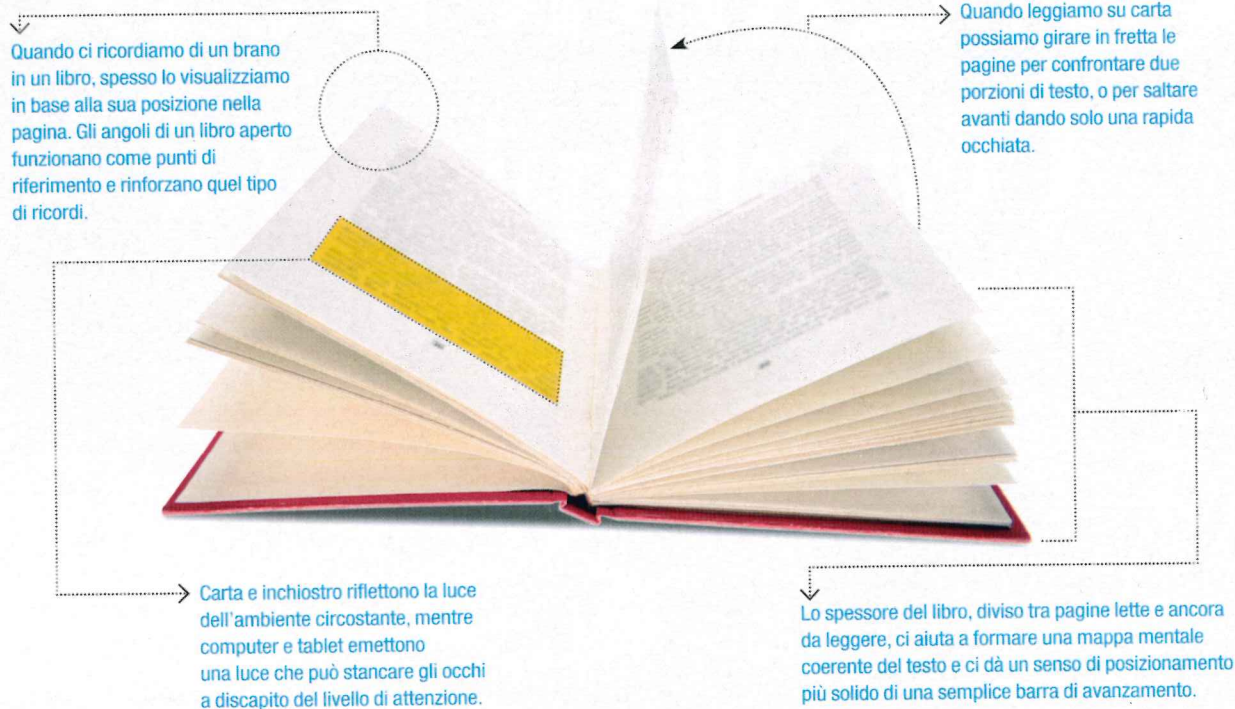 Quando ci ricordiamo di un brano
in un libro, spesso lo visualizziamo
in base alla sua posizione nella
pagina. Gli angoli di un libro aperto
funzionano come punti di
riferimento e rinforzano quel tipo
di ricordi.
Quando leggiamo su carta
possiamo girare in fretta le
pagine per confrontare due
porzioni di testo, o per saltare
avanti dando solo una rapida
occhiata.
Carta e inchiostro riflettono la luce
dell'ambiente circostante, mentre
computer e tablet emettono
una luce che può stancare gli occhi
a discapito del livello di attenzione.
Lo spessore del libro, diviso tra pagine lette e ancora
da leggere, ci aiuta a formare una mappa mentale
coerente del testo e ci dà un senso di posizionamento
più solido di una semplice barra di avanzamento.